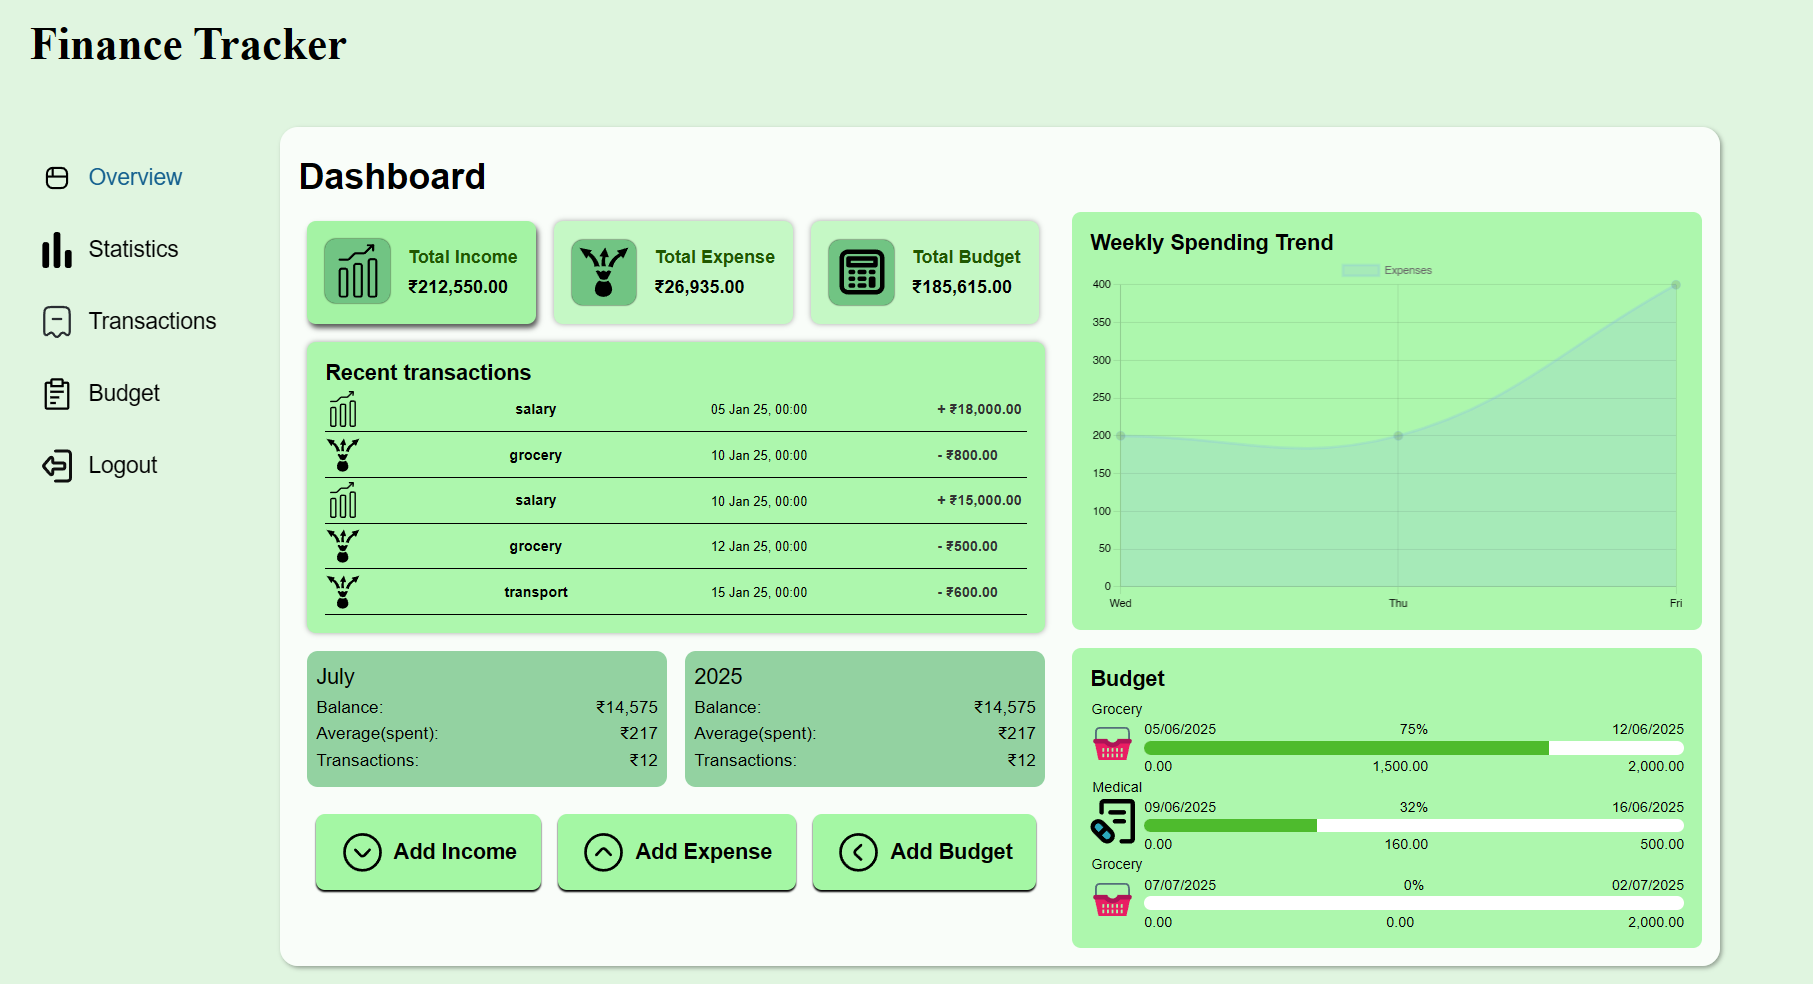 Finance Tracker
Overview
Statistics
Transactions
Budget
Logout
Dashboard
Total Income
₹212,550.00
Total Expense
₹26,935.00
Total Budget
₹185,615.00
Recent transactions
salary 05 Jan 25, 00:00 + ₹18,000.00
grocery 10 Jan 25, 00:00 - ₹800.00
salary 10 Jan 25, 00:00 + ₹15,000.00
grocery 12 Jan 25, 00:00 - ₹500.00
transport 15 Jan 25, 00:00 - ₹600.00
July
Balance: ₹14,575
Average(spent): ₹217
Transactions: ₹12
2025
Balance: ₹14,575
Average(spent): ₹217
Transactions: ₹12
Add Income
Add Expense
Add Budget
Weekly Spending Trend
Expenses
400
350
300
250
200
150
100
50
0
Wed Thu Fri
Budget
Grocery
05/06/2025 75% 12/06/2025
0.00 1,500.00 2,000.00
Medical
09/06/2025 32% 16/06/2025
0.00 160.00 500.00
Grocery
07/07/2025 0% 02/07/2025
0.00 0.00 2,000.00